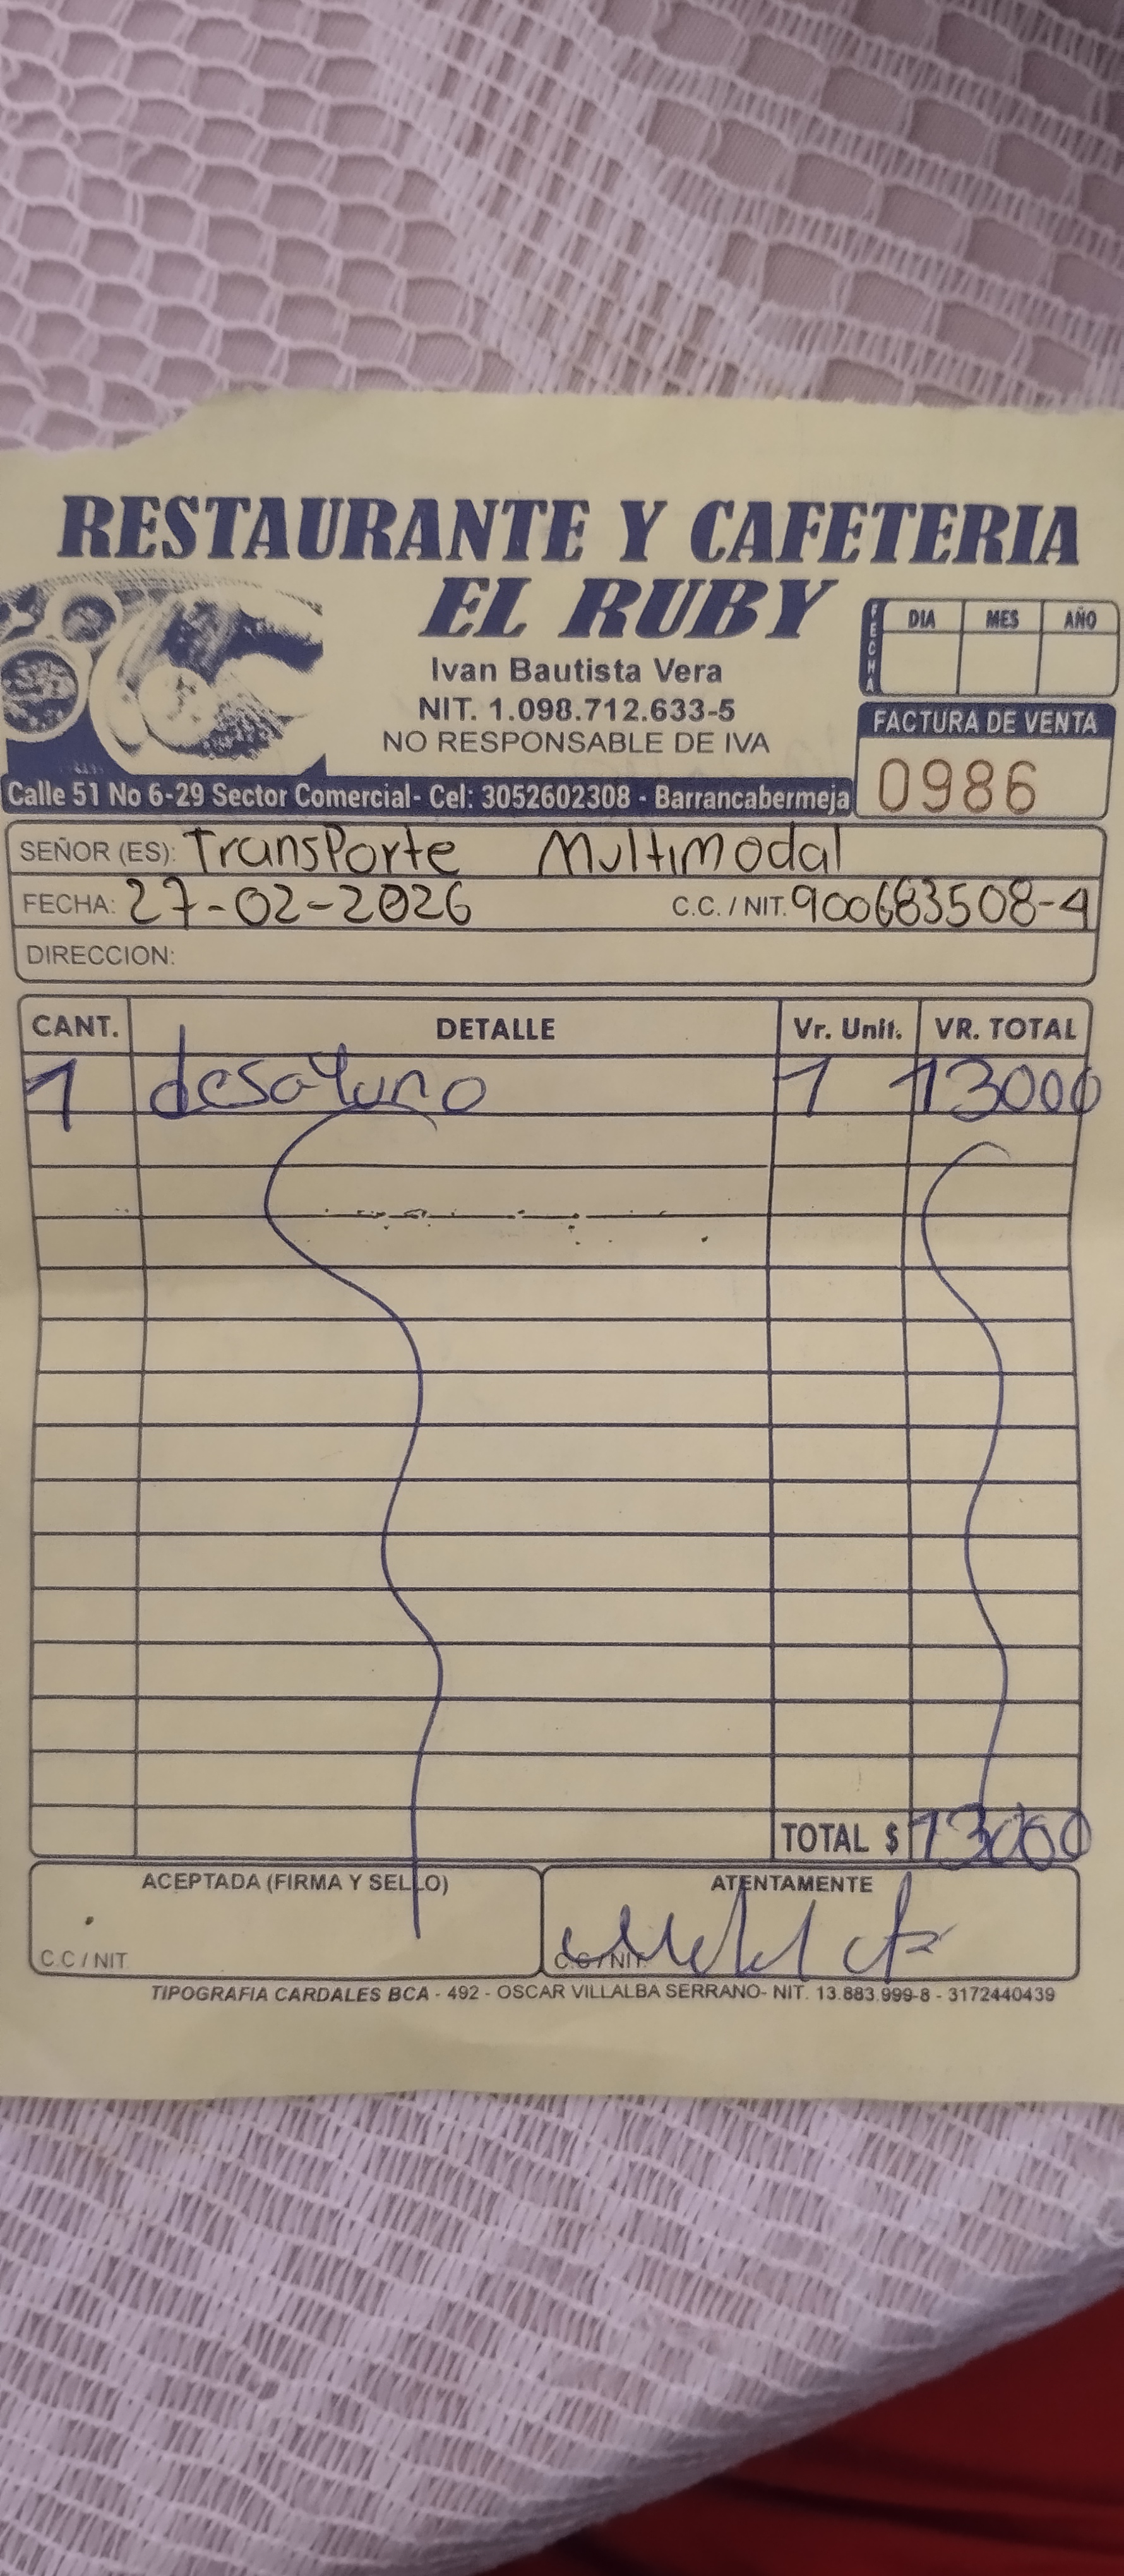 RESTAURANTE Y CAFETERIA
EL RUBY
Ivan Bautista Vera
NIT. 1.098.712.633-5
NO RESPONSABLE DE IVA
FECHA DIA MES AÑO
FACTURA DE VENTA
0986
Calle 51 No 6-29 Sector Comercial- Cel: 3052602308 - Barrancabermeja
SEÑOR (ES): Transporte Multimodal
FECHA: 27-02-2026 C.C. / NIT. 900683508-4
DIRECCION:
CANT. DETALLE Vr. Unit. VR. TOTAL
1 desayuno 1 13000
TOTAL $ 13000
ACEPTADA (FIRMA Y SELLO) ATENTAMENTE
C.C / NIT C.C / NIT
TIPOGRAFIA CARDALES BCA - 492 - OSCAR VILLALBA SERRANO- NIT. 13.883.999-8 - 3172440439